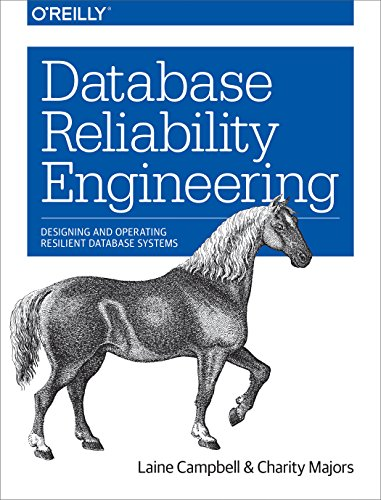 O'REILLY®
Database
Reliability
Engineering
DESIGNING AND OPERATING
RESILIENT DATABASE SYSTEMS
Laine Campbell & Charity Majors